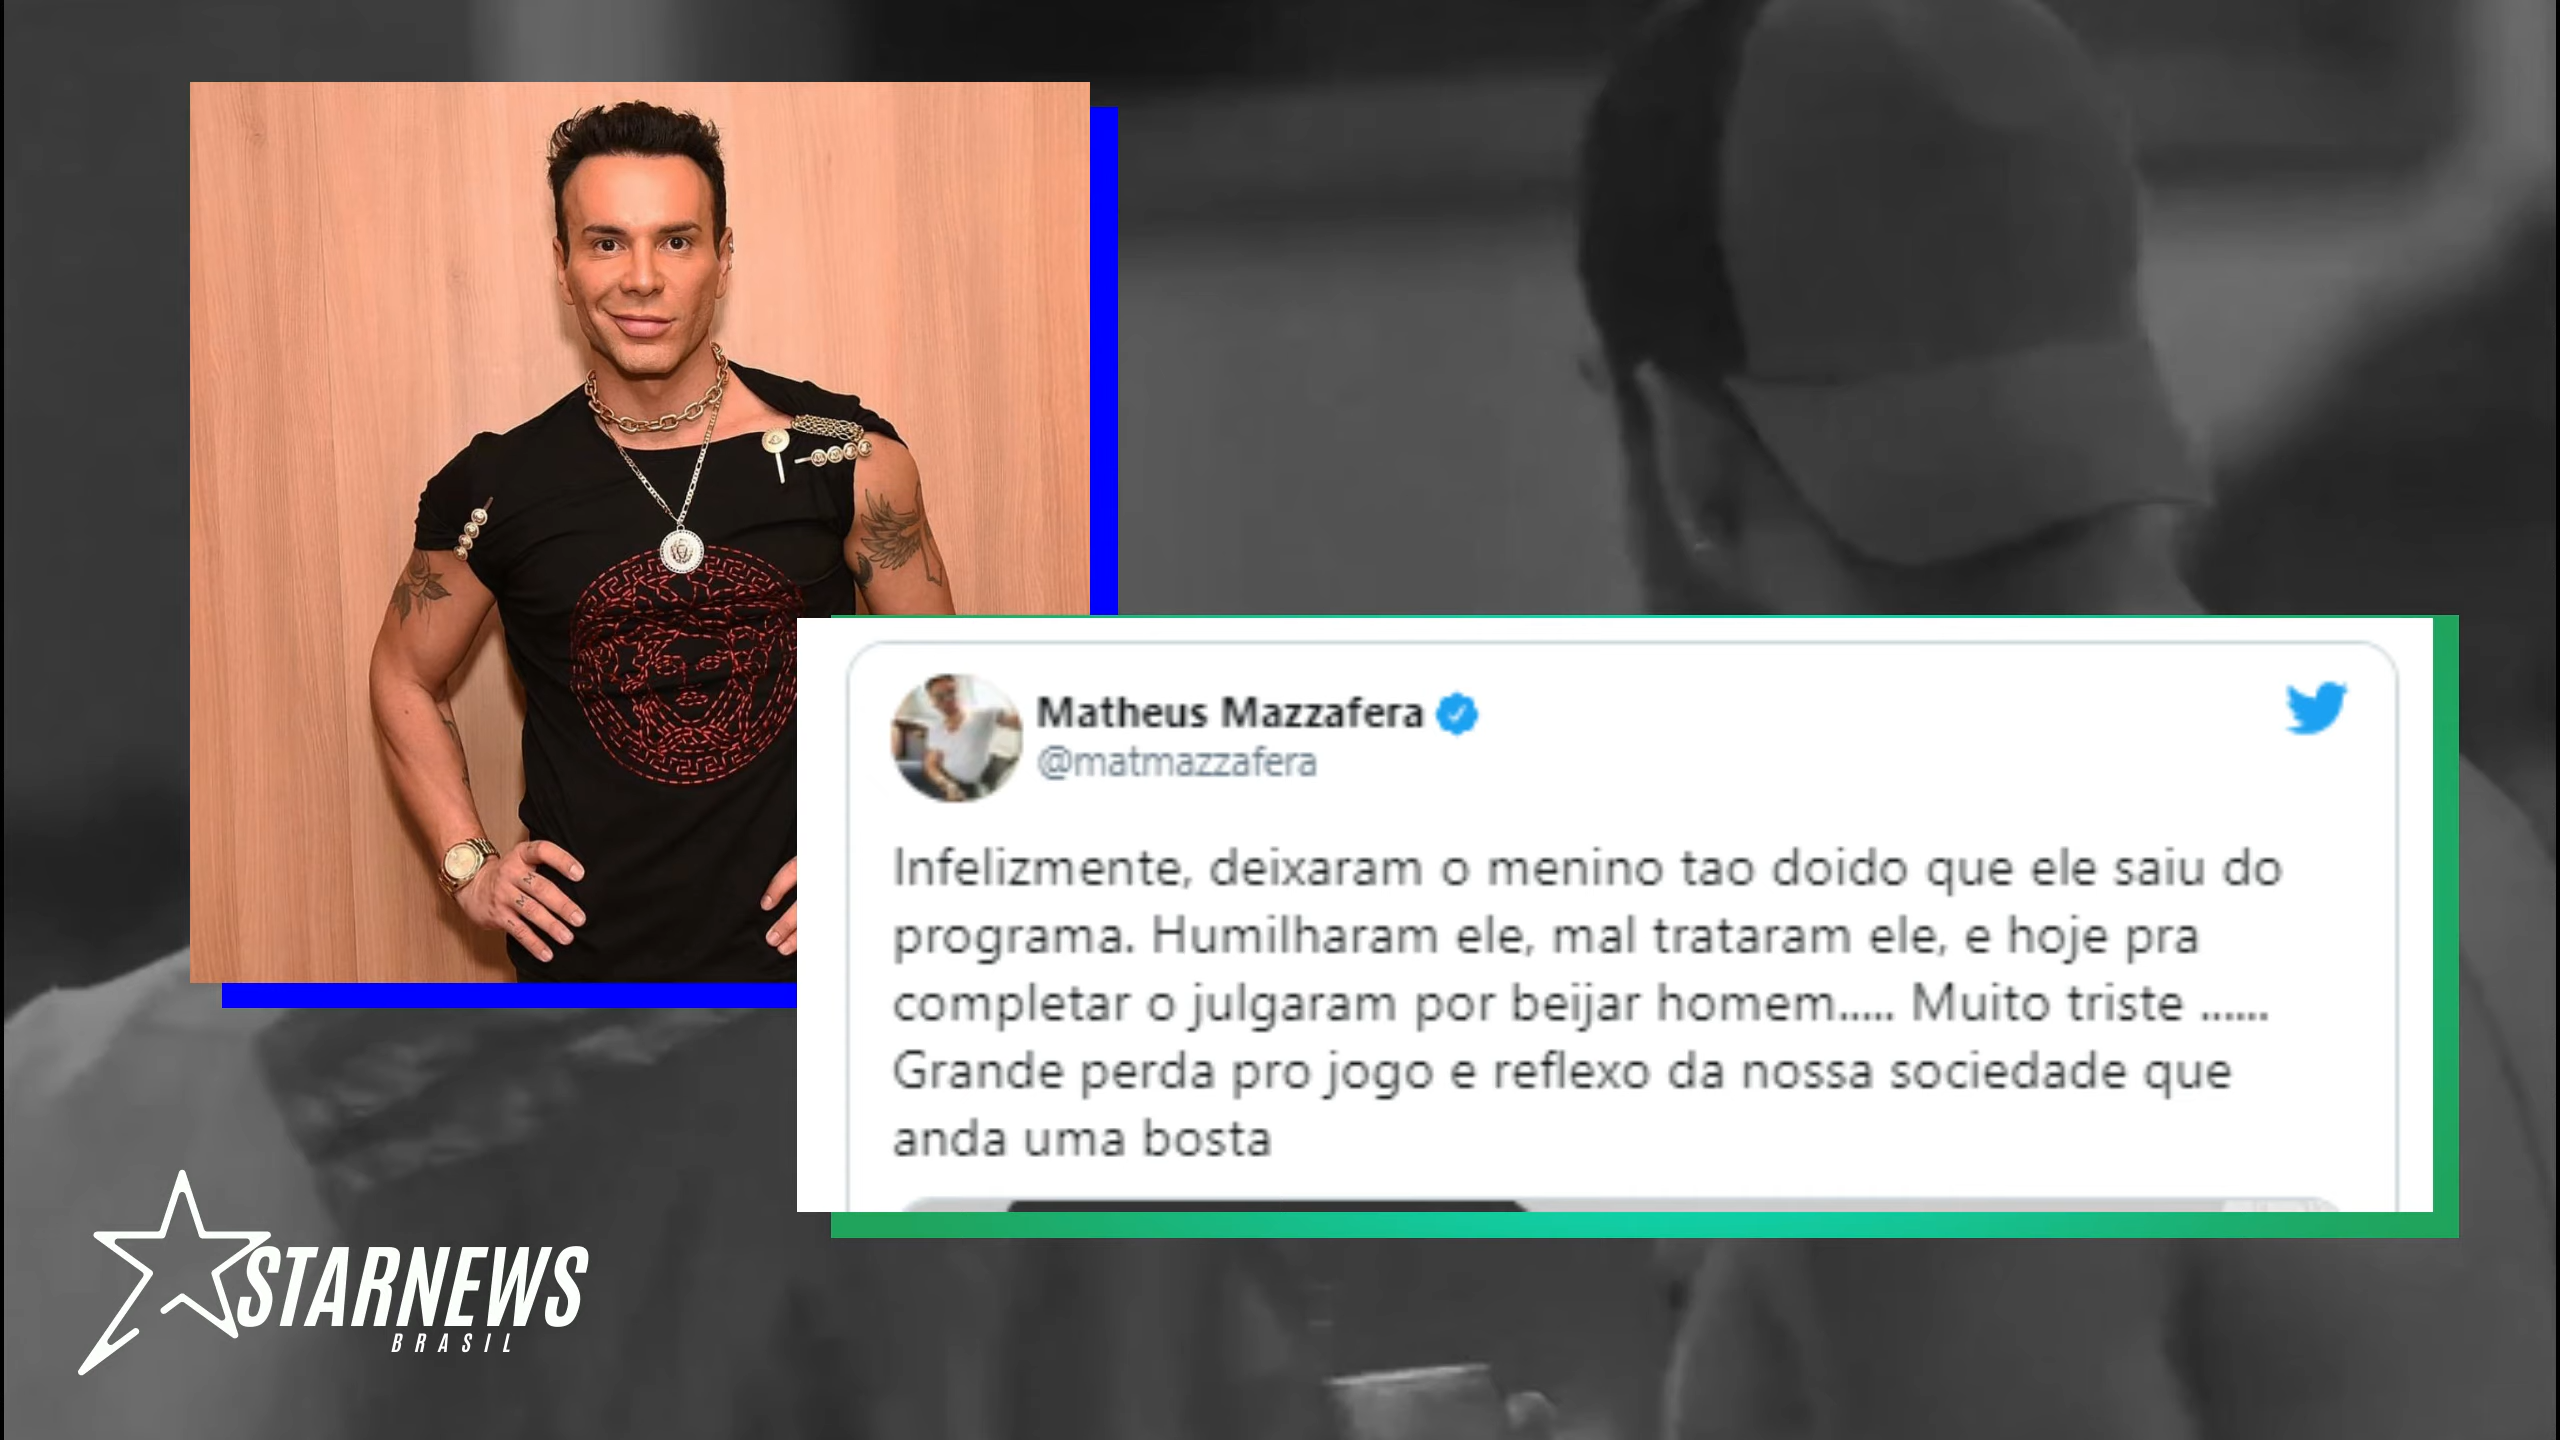 Matheus Mazzafera
@matmazzafera
Infelizmente, deixaram o menino tao doido que ele saiu do
programa. Humilharam ele, mal trataram ele, e hoje pra
completar o julgaram por beijar homem..... Muito triste ......
Grande perda pro jogo e reflexo da nossa sociedade que
anda uma bosta
STARNEWS
BRASIL